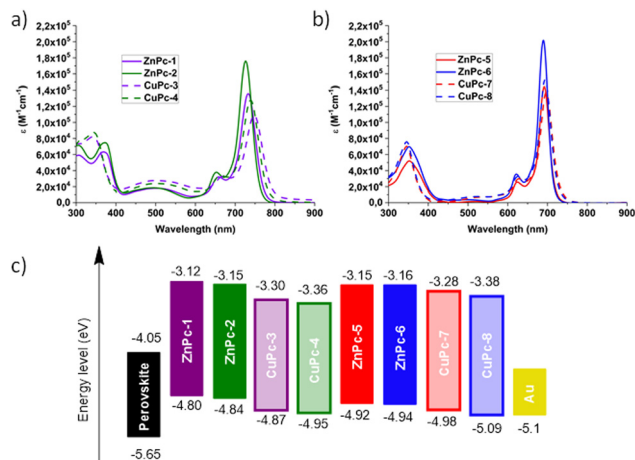 a)
2,2x10⁵
2,0x10⁵
1,8x10⁵
1,6x10⁵
1,4x10⁵
1,2x10⁵
1,0x10⁵
8,0x10⁴
6,0x10⁴
4,0x10⁴
2,0x10⁴
0,0
ε (M⁻¹cm⁻¹)
ZnPc-1
ZnPc-2
CuPc-3
CuPc-4
300 400 500 600 700 800 900
Wavelength (nm)
b)
2,2x10⁵
2,0x10⁵
1,8x10⁵
1,6x10⁵
1,4x10⁵
1,2x10⁵
1,0x10⁵
8,0x10⁴
6,0x10⁴
4,0x10⁴
2,0x10⁴
0,0
ε (M⁻¹cm⁻¹)
ZnPc-5
ZnPc-6
CuPc-7
CuPc-8
300 400 500 600 700 800 900
Wavelength (nm)
c)
Energy level (eV)
-4.05 -3.12 -3.15 -3.30 -3.36 -3.15 -3.16 -3.28 -3.38
Perovskite ZnPc-1 ZnPc-2 CuPc-3 CuPc-4 ZnPc-5 ZnPc-6 CuPc-7 CuPc-8 Au
-5.65 -4.80 -4.84 -4.87 -4.95 -4.92 -4.94 -4.98 -5.09 -5.1